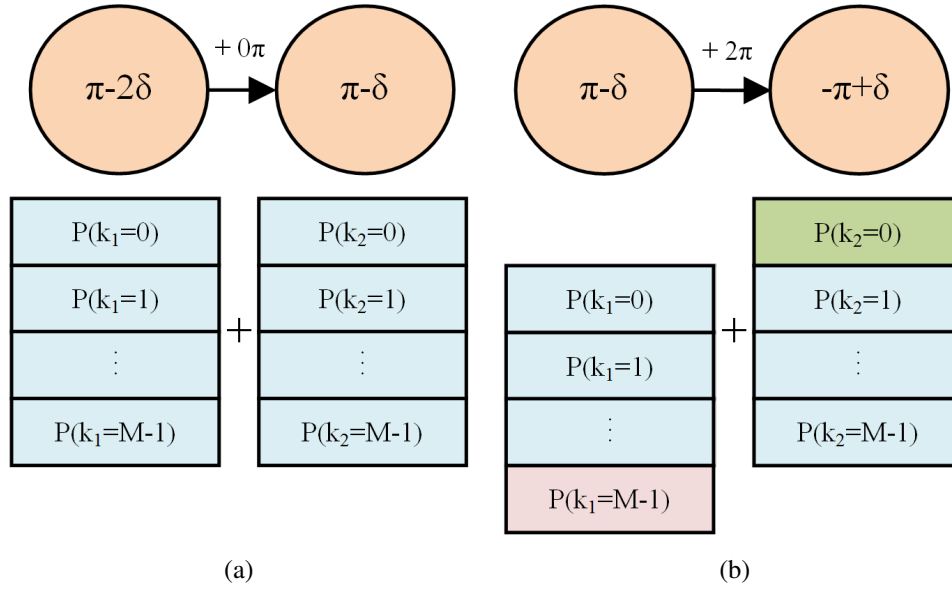 + 0π
π-2δ
π-δ
+ 2π
π-δ
-π+δ
P(k₁=0)
P(k₁=1)
⋮
P(k₁=M-1)
+
P(k₂=0)
P(k₂=1)
⋮
P(k₂=M-1)
P(k₁=0)
P(k₁=1)
⋮
P(k₁=M-1)
+
P(k₂=0)
P(k₂=1)
⋮
P(k₂=M-1)
(a)
(b)